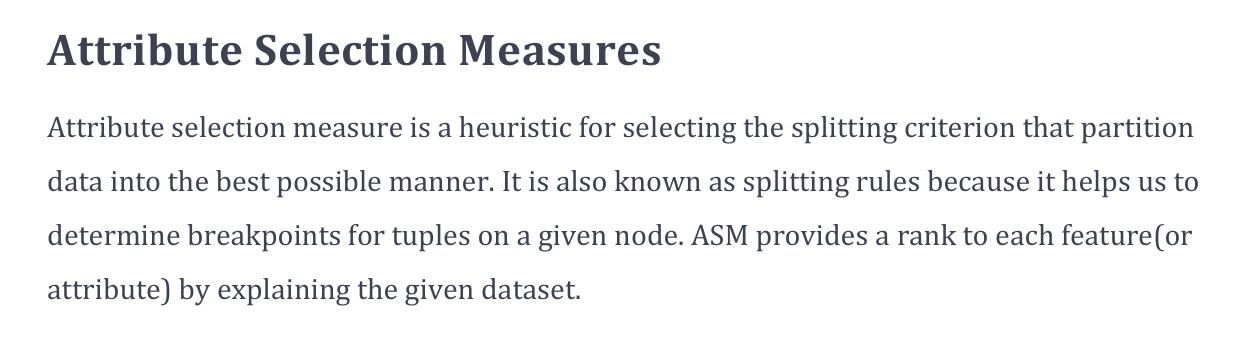 Attribute Selection Measures
Attribute selection measure is a heuristic for selecting the splitting criterion that partition
data into the best possible manner. It is also known as splitting rules because it helps us to
determine breakpoints for tuples on a given node. ASM provides a rank to each feature(or
attribute) by explaining the given dataset.